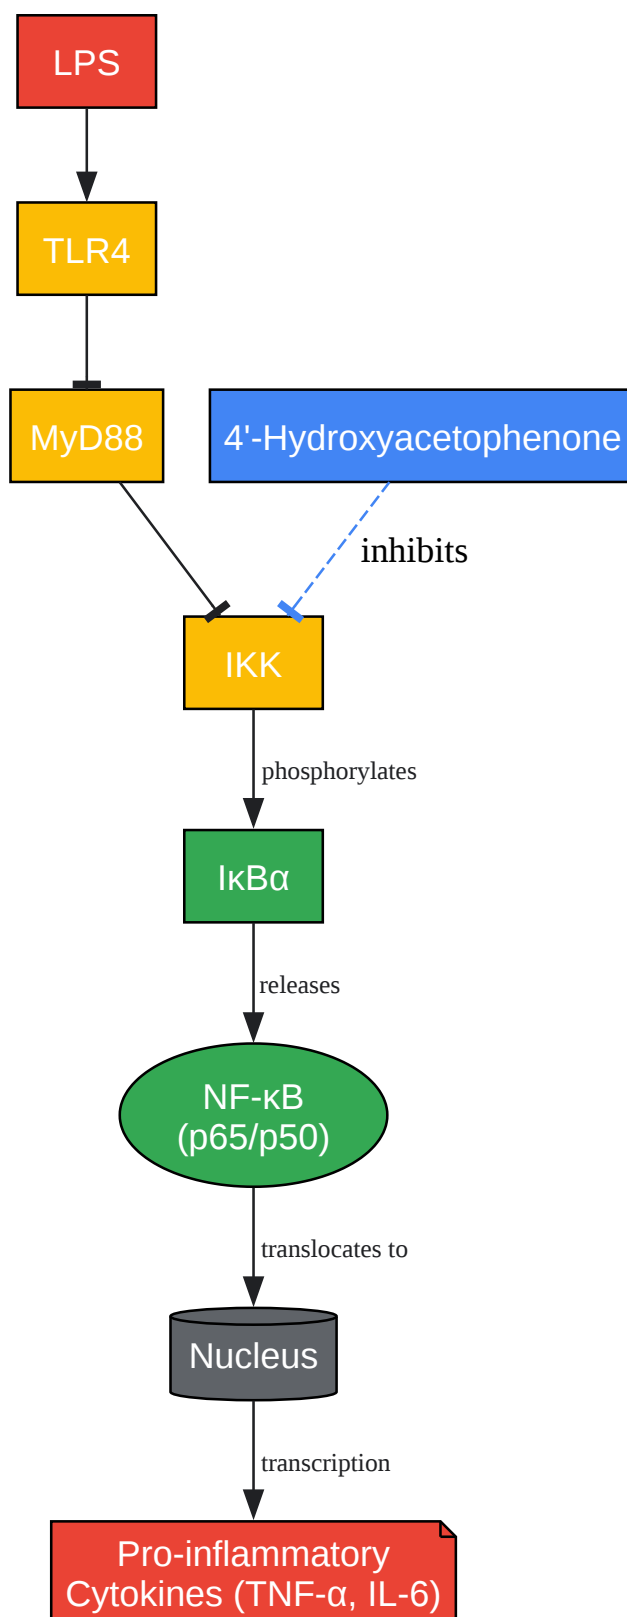 LPS
TLR4
MyD88
4'-Hydroxyacetophenone
inhibits
IKK
phosphorylates
IκBα
releases
NF-κB
(p65/p50)
translocates to
Nucleus
transcription
Pro-inflammatory
Cytokines (TNF-α, IL-6)